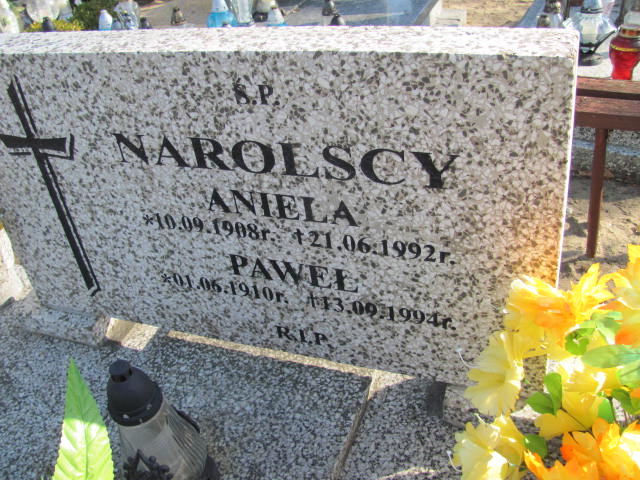 Ś.P.
NAROLSCY
ANIELA
*10.09.1908r. †21.06.1992r.
PAWEŁ
*01.06.1910r. †13.09.1994r.
R.I.P.